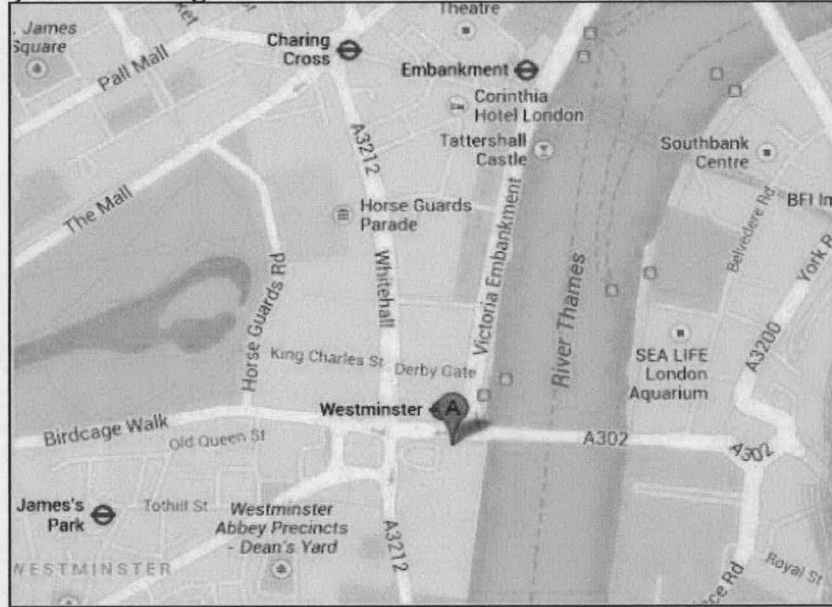 Theatre
. James
Square
Charing
Cross
Pall Mall
Embankment
Corinthia
Hotel London
A3212
Tattershall
Castle
Southbank
Centre
The Mall
Horse Guards
Parade
BFI
Belvedere Rd
York R
Victoria Embankment
Whitehall
River Thames
Horse Guards Rd
King Charles St
Derby Gate
SEA LIFE
London
Aquarium
A3200
Westminster
A
Birdcage Walk
Old Queen St
A302
A302
James's
Park
Tothill St
Westminster
Abbey Precincts
- Dean's Yard
A3212
WESTMINSTER
Royal St
ce Rd